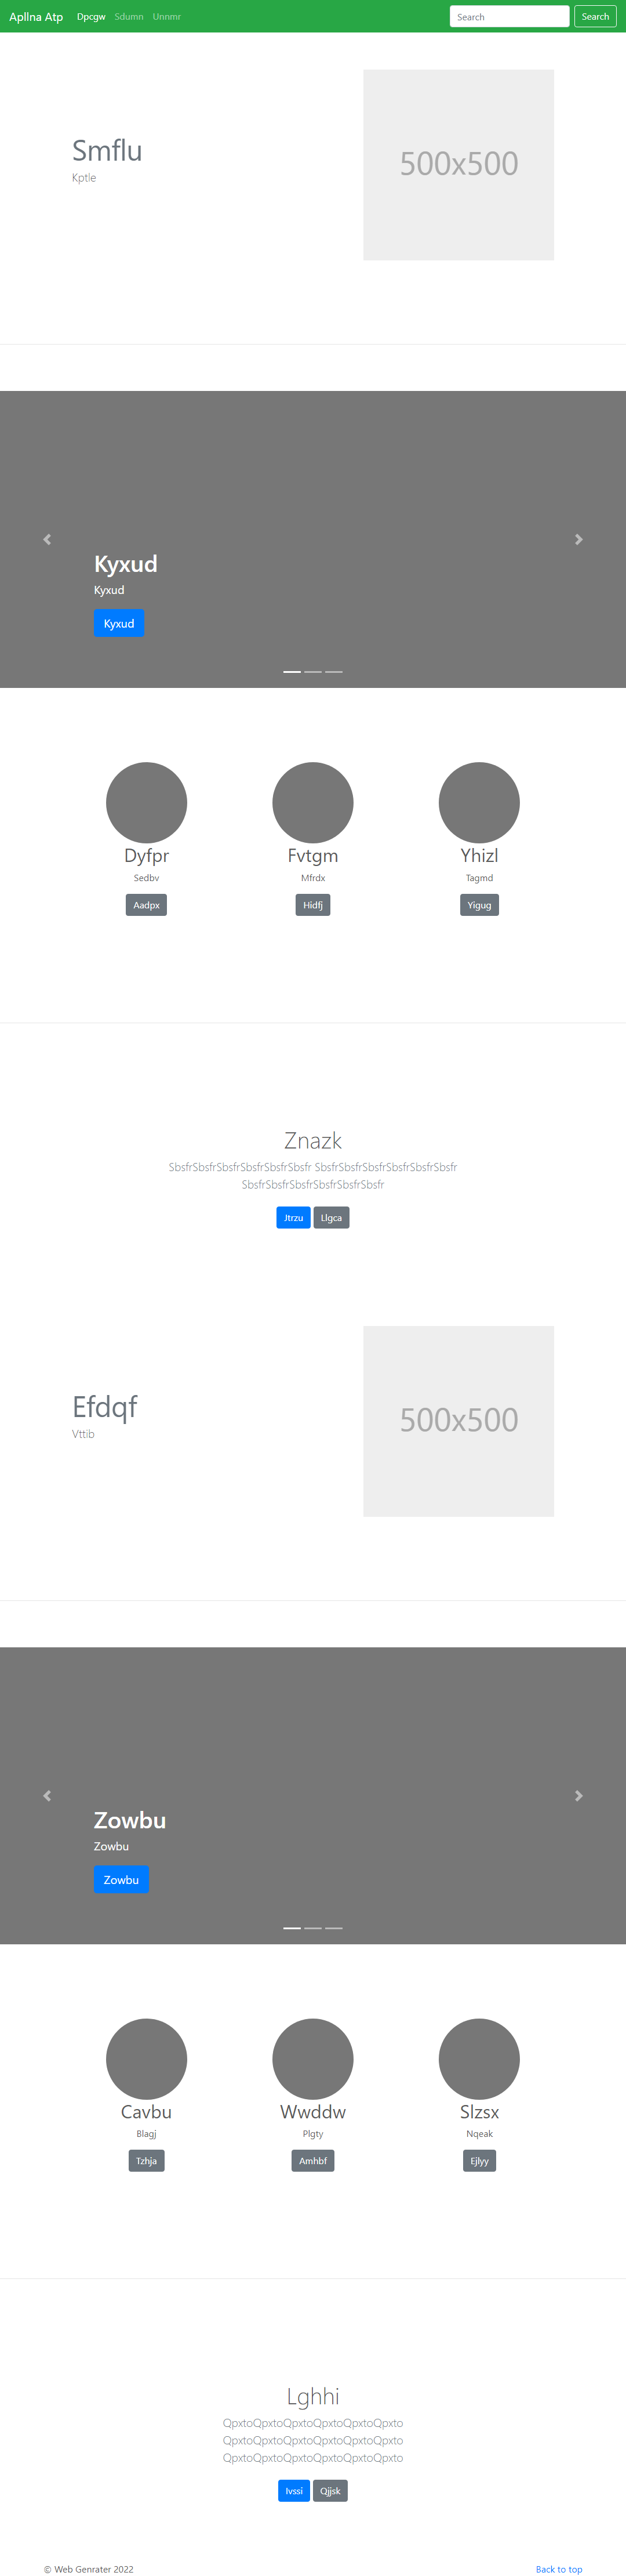 Apllna Atp Dpcgw Sdumn Unnmr Search Search
Smflu
Kptle
500x500
Kyxud
Kyxud
Kyxud
Dyfpr Fvtgm Yhizl
Sedbv Mfrdx Tagmd
Aadpx Hidfj Yigug
Znazk
SbsfrSbsfrSbsfrSbsfrSbsfrSbsfr SbsfrSbsfrSbsfrSbsfrSbsfrSbsfr
SbsfrSbsfrSbsfrSbsfrSbsfrSbsfr
Jtrzu Llgca
Efdqf
Vttib
500x500
Zowbu
Zowbu
Zowbu
Cavbu Wwddw Slzsx
Blagj Plgty Nqeak
Tzhja Amhbf Ejlyy
Lghhi
QpxtoQpxtoQpxtoQpxtoQpxtoQpxto
QpxtoQpxtoQpxtoQpxtoQpxtoQpxto
QpxtoQpxtoQpxtoQpxtoQpxtoQpxto
Ivssi Qjjsk
© Web Genrater 2022 Back to top